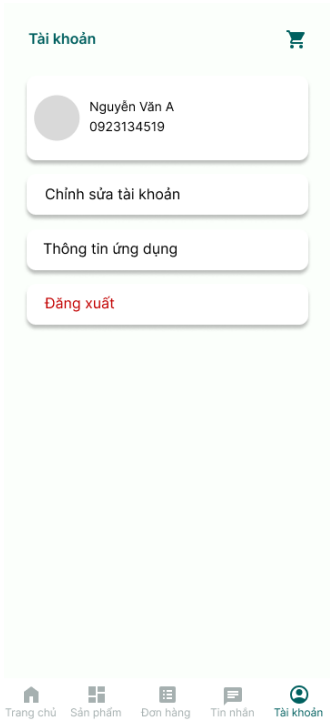 Tài khoản
Nguyễn Văn A
0923134519
Chỉnh sửa tài khoản
Thông tin ứng dụng
Đăng xuất
Trang chủ
Sản phẩm
Đơn hàng
Tin nhắn
Tài khoản